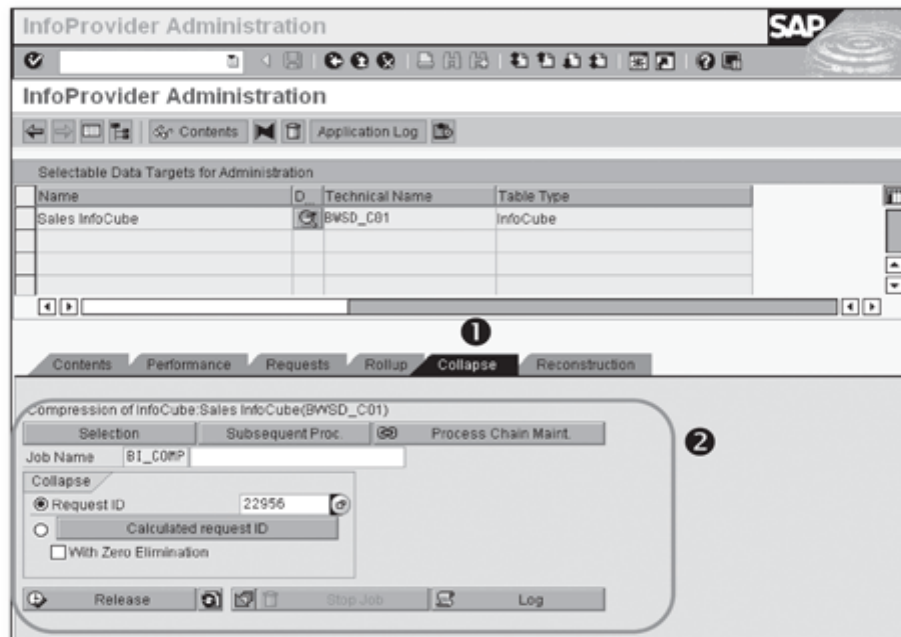 InfoProvider Administration
SAP
InfoProvider Administration
Contents Application Log
Selectable Data Targets for Administration
Name D.. Technical Name Table Type
Sales InfoCube BWSD_C01 InfoCube
1
Contents Performance Requests Rollup Collapse Reconstruction
Compression of InfoCube:Sales InfoCube(BWSD_C01)
2
Selection Subsequent Proc. Process Chain Maint.
Job Name BI_COMP
Collapse
Request ID 22956
Calculated request ID
With Zero Elimination
Release Stop Job Log